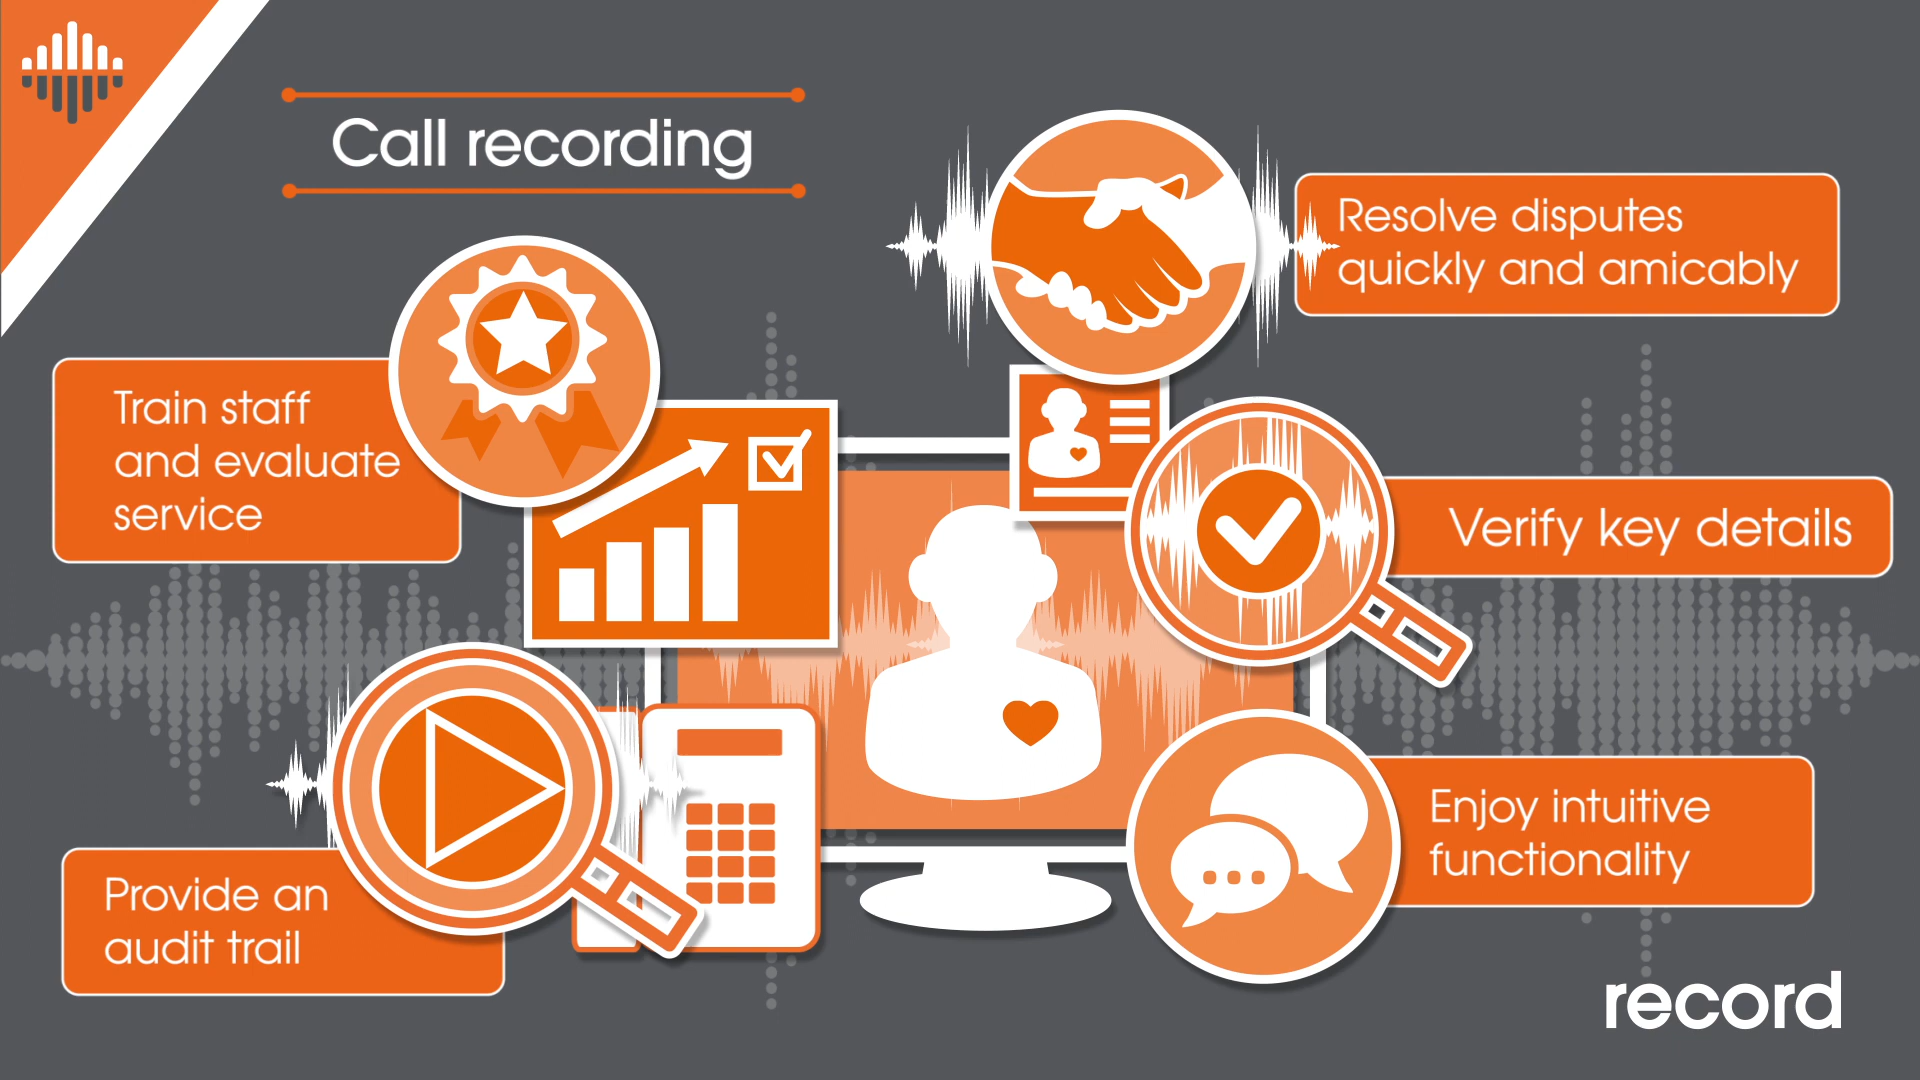 Call recording
Resolve disputes
quickly and amicably
Train staff
and evaluate
service
Verify key details
Enjoy intuitive
functionality
Provide an
audit trail
record